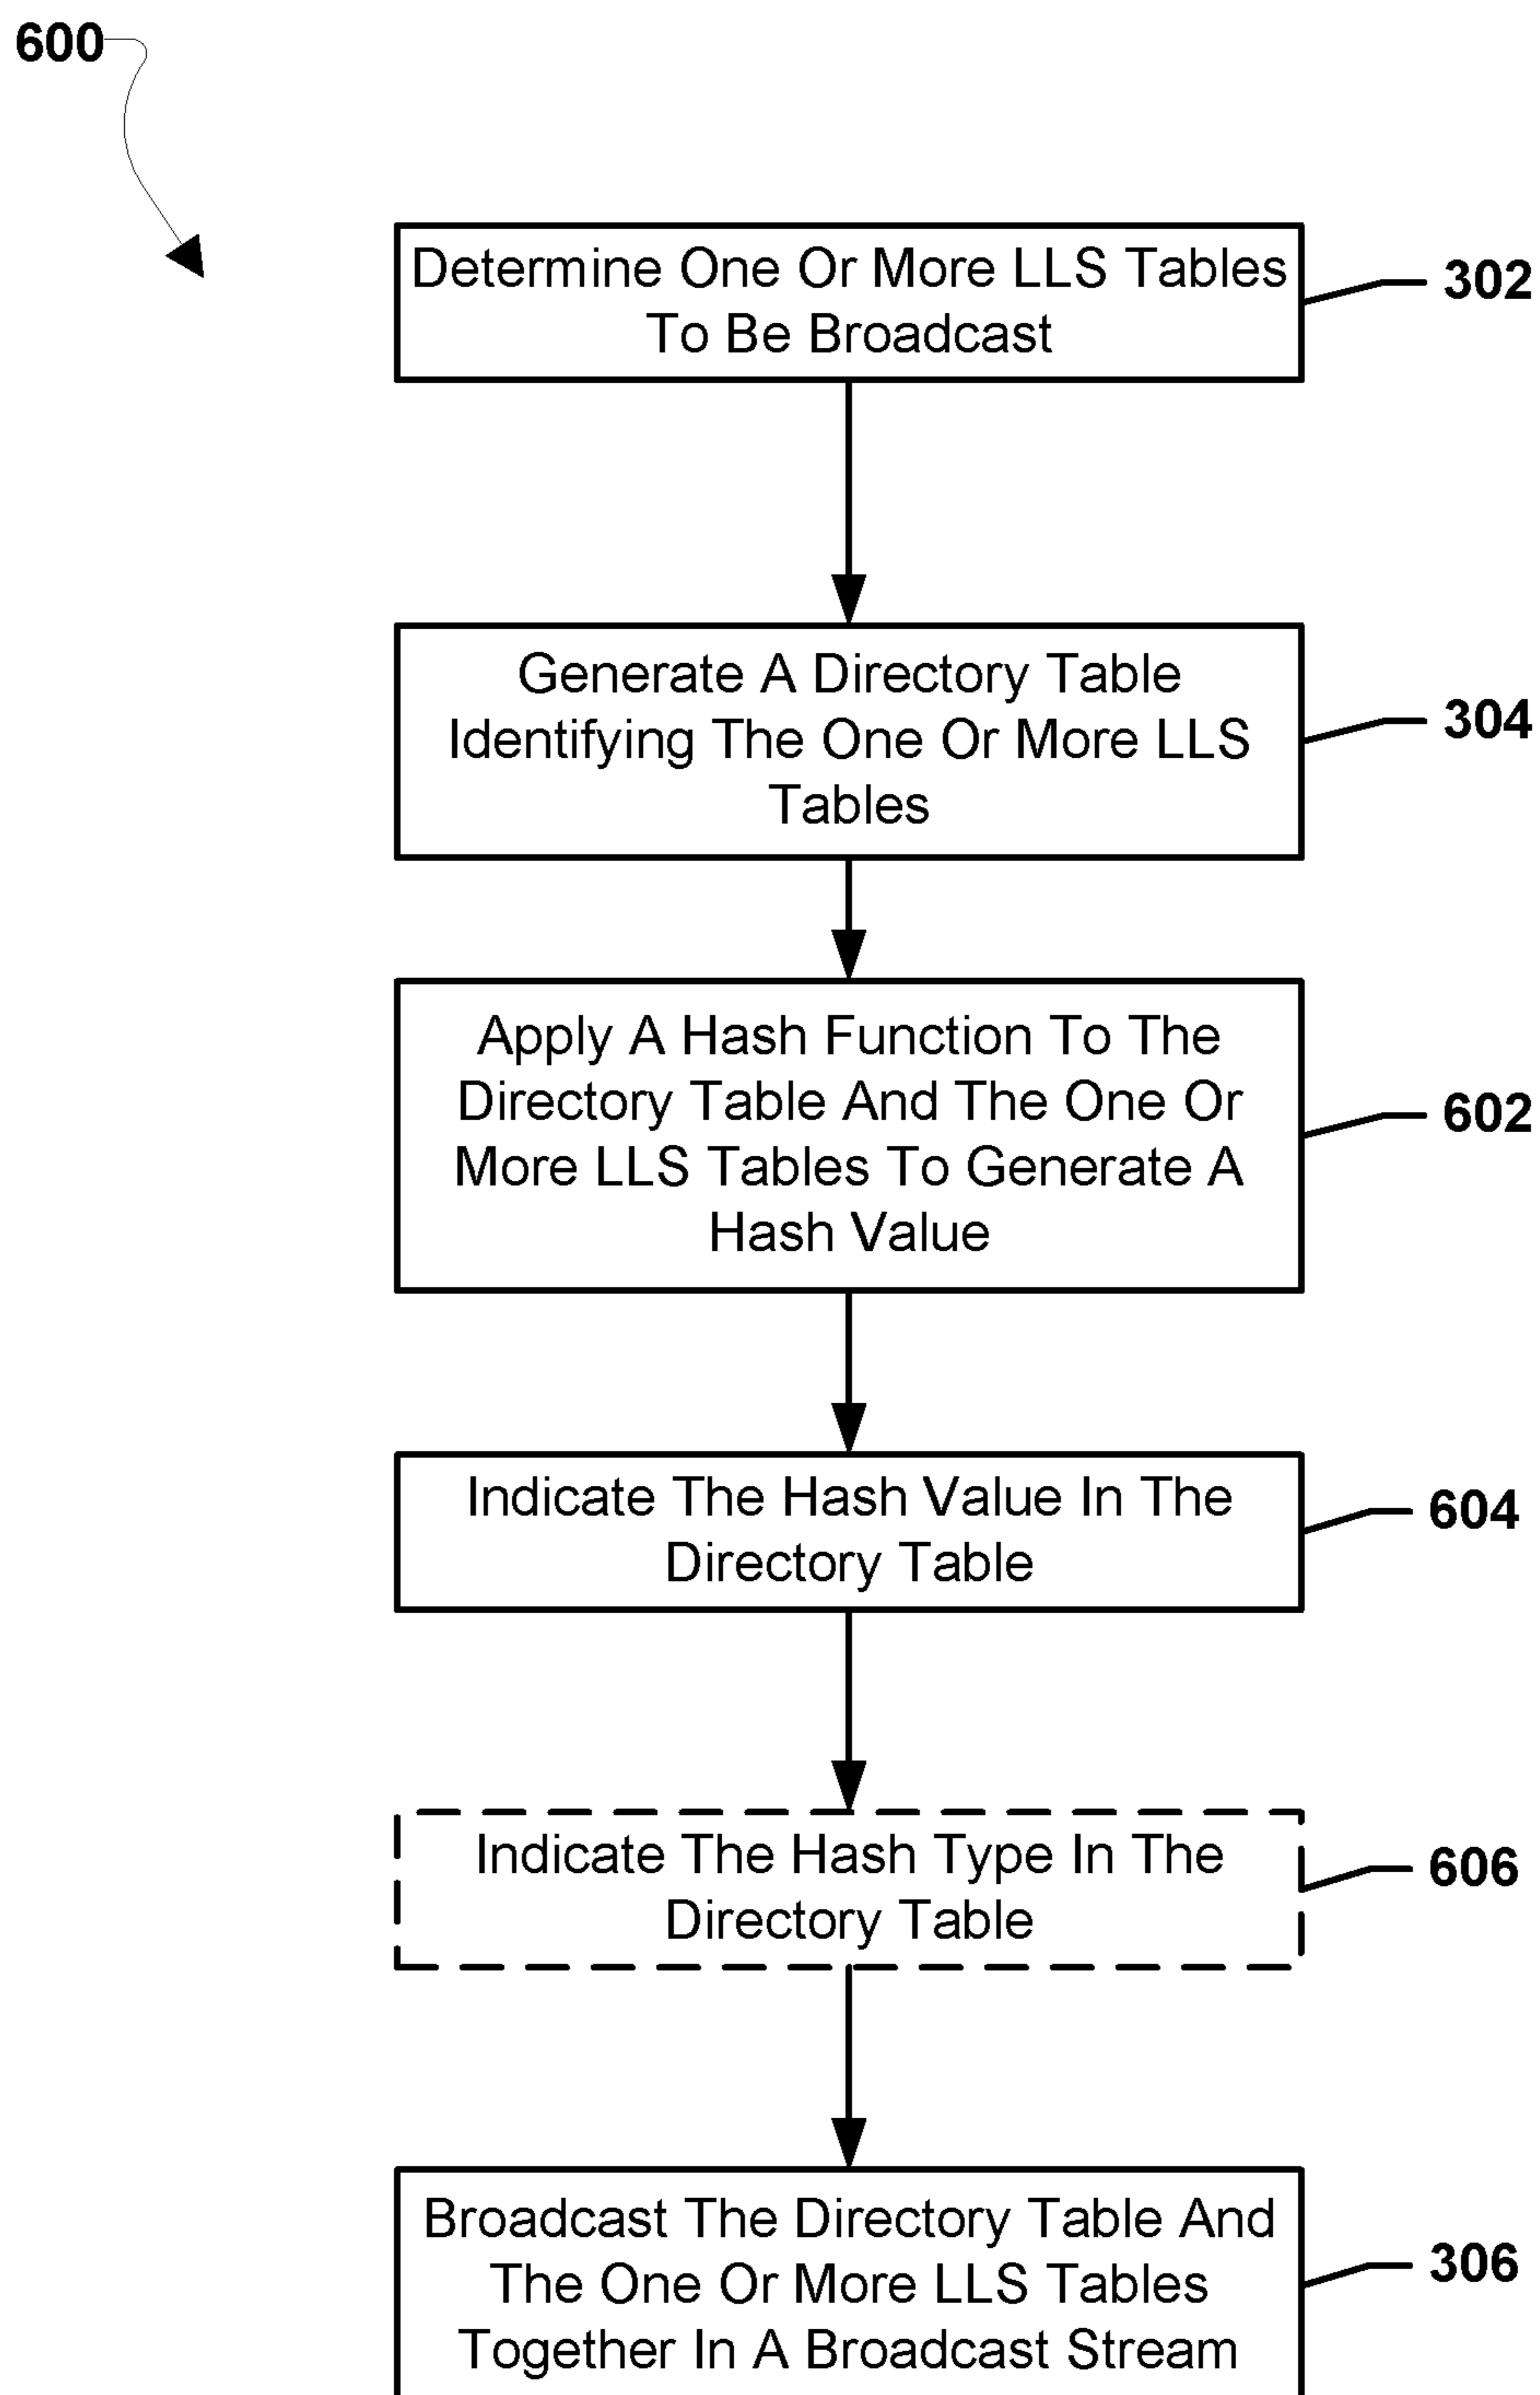 600
Determine One Or More LLS Tables
To Be Broadcast
302
Generate A Directory Table
Identifying The One Or More LLS
Tables
304
Apply A Hash Function To The
Directory Table And The One Or
More LLS Tables To Generate A
Hash Value
602
Indicate The Hash Value In The
Directory Table
604
Indicate The Hash Type In The
Directory Table
606
Broadcast The Directory Table And
The One Or More LLS Tables
Together In A Broadcast Stream
306